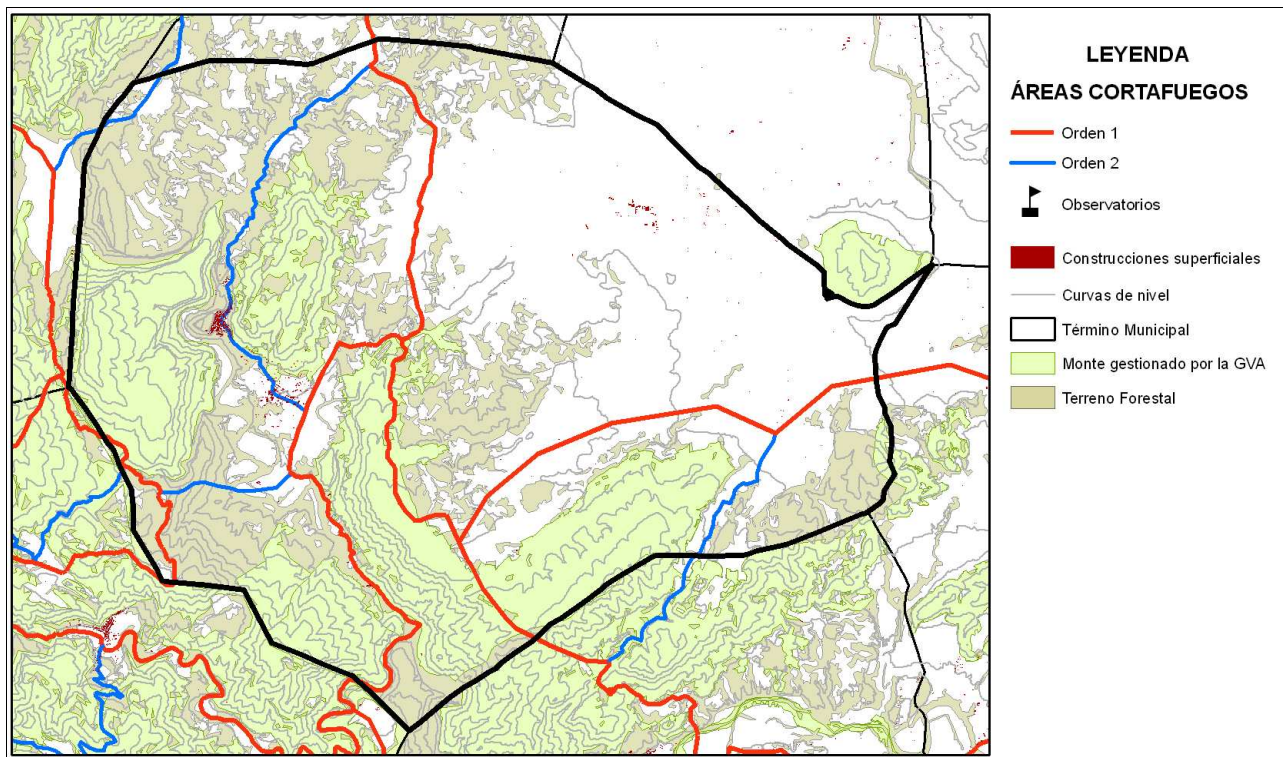 LEYENDA
ÁREAS CORTAFUEGOS
Orden 1
Orden 2
Observatorios
Construcciones superficiales
Curvas de nivel
Término Municipal
Monte gestionado por la GVA
Terreno Forestal